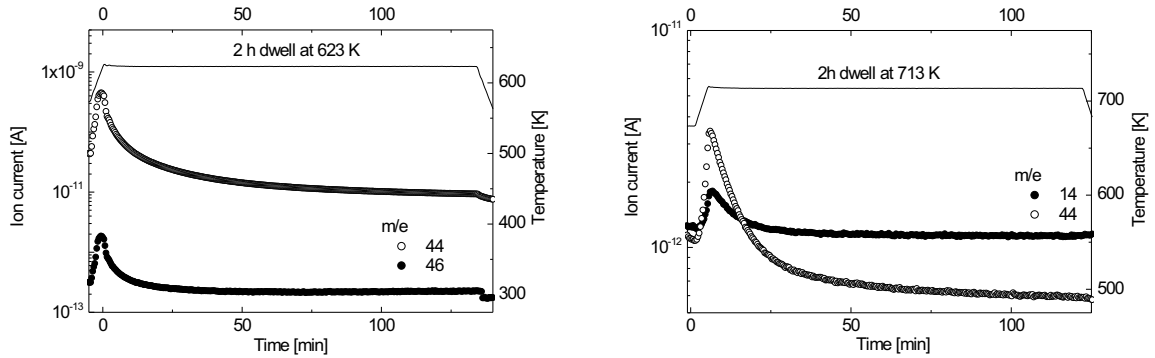 0 50 100
2 h dwell at 623 K
1x10⁻⁹
10⁻¹¹
10⁻¹³
Ion current [A]
600
500
400
300
Temperature [K]
m/e
44
46
0 50 100
Time [min]
0 50 100
2h dwell at 713 K
10⁻¹¹
10⁻¹²
Ion current [A]
700
600
500
Temperature [K]
m/e
14
44
0 50 100
Time [min]